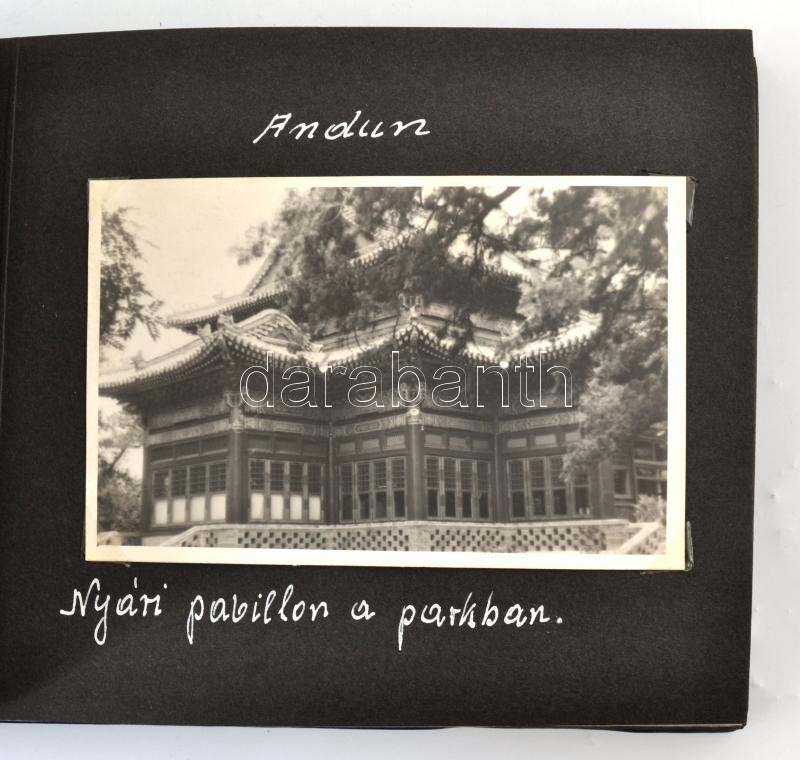 Andun
darabanth
Nyári pavillon a parkban.